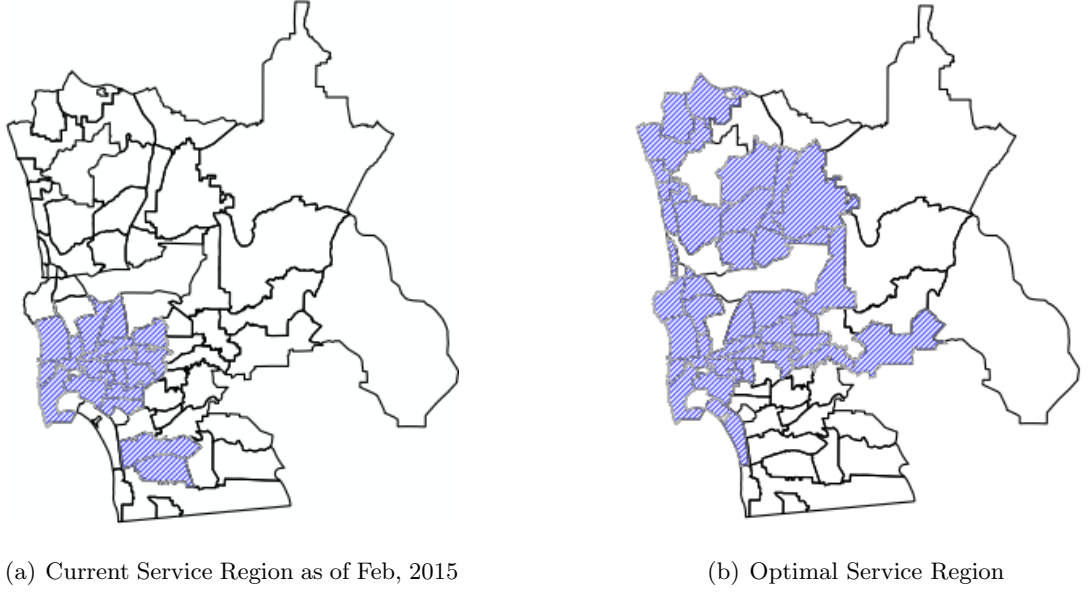 (a) Current Service Region as of Feb, 2015
(b) Optimal Service Region